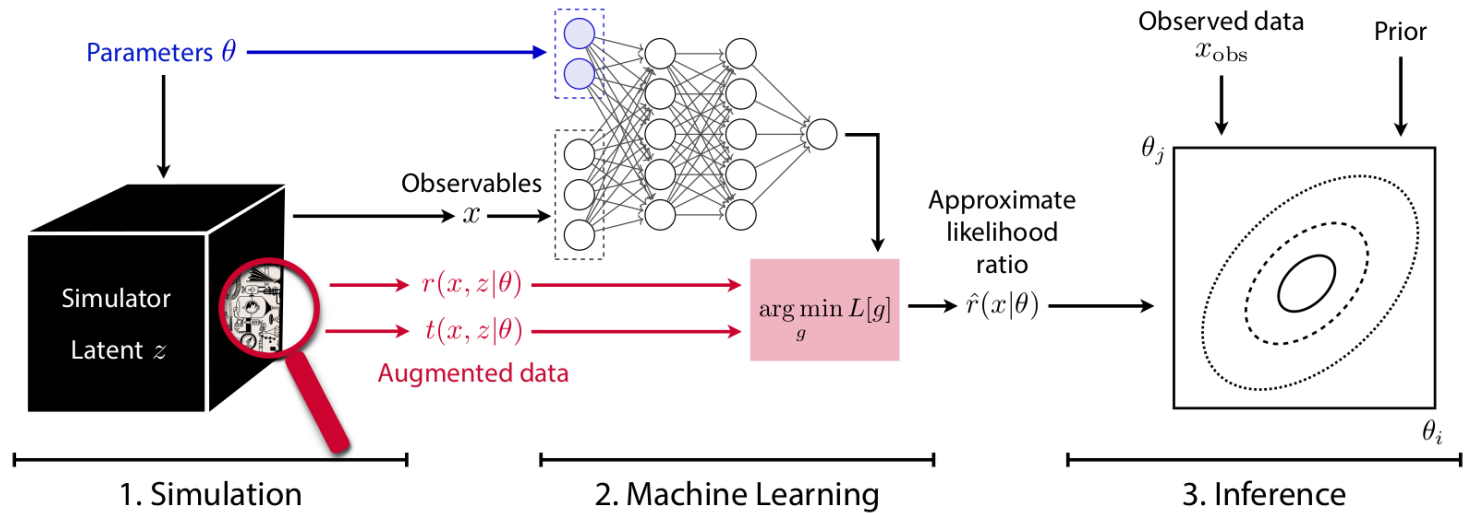 Parameters θ
Observables
x
Simulator
Latent z
r(x, z|θ)
t(x, z|θ)
Augmented data
arg min L[g]
g
Approximate
likelihood
ratio
r̂(x|θ)
Observed data
x_obs
Prior
θ_j
θ_i
1. Simulation
2. Machine Learning
3. Inference